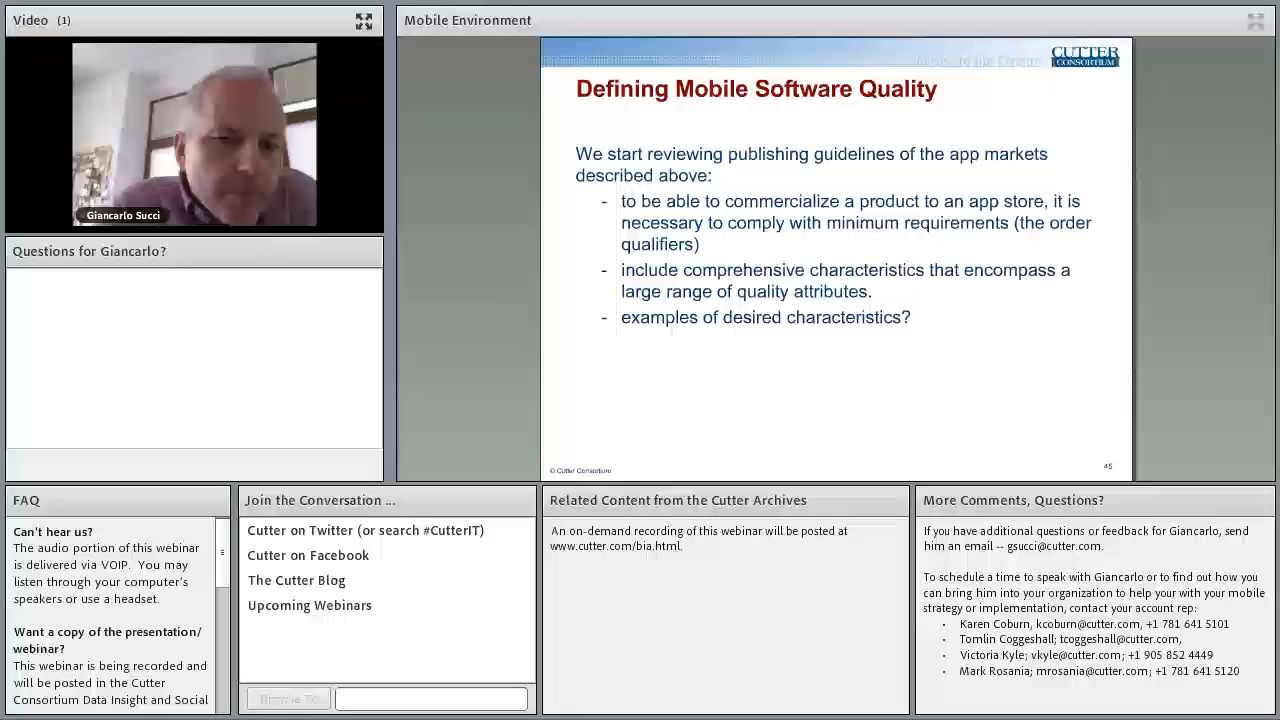 Video (1)
Giancarlo Succi
Questions for Giancarlo?
Mobile Environment
CUTTER
CONSORTIUM
Defining Mobile Software Quality
We start reviewing publishing guidelines of the app markets
described above:
- to be able to commercialize a product to an app store, it is
necessary to comply with minimum requirements (the order
qualifiers)
- include comprehensive characteristics that encompass a
large range of quality attributes.
- examples of desired characteristics?
© Cutter Consortium
45
FAQ
Can't hear us?
The audio portion of this webinar
is delivered via VOIP. You may
listen through your computer's
speakers or use a headset.
Want a copy of the presentation/
webinar?
This webinar is being recorded and
will be posted in the Cutter
Consortium Data Insight and Social
Join the Conversation ...
Cutter on Twitter (or search #CutterIT)
Cutter on Facebook
The Cutter Blog
Upcoming Webinars
Browse To
Related Content from the Cutter Archives
An on-demand recording of this webinar will be posted at
www.cutter.com/bia.html.
More Comments, Questions?
If you have additional questions or feedback for Giancarlo, send
him an email -- gsucci@cutter.com.
To schedule a time to speak with Giancarlo or to find out how you
can bring him into your organization to help your with your mobile
strategy or implementation, contact your account rep:
• Karen Coburn, kcoburn@cutter.com, +1 781 641 5101
• Tomlin Coggeshall; tcoggeshall@cutter.com,
• Victoria Kyle; vkyle@cutter.com; +1 905 852 4449
• Mark Rosania; mrosania@cutter.com; +1 781 641 5120